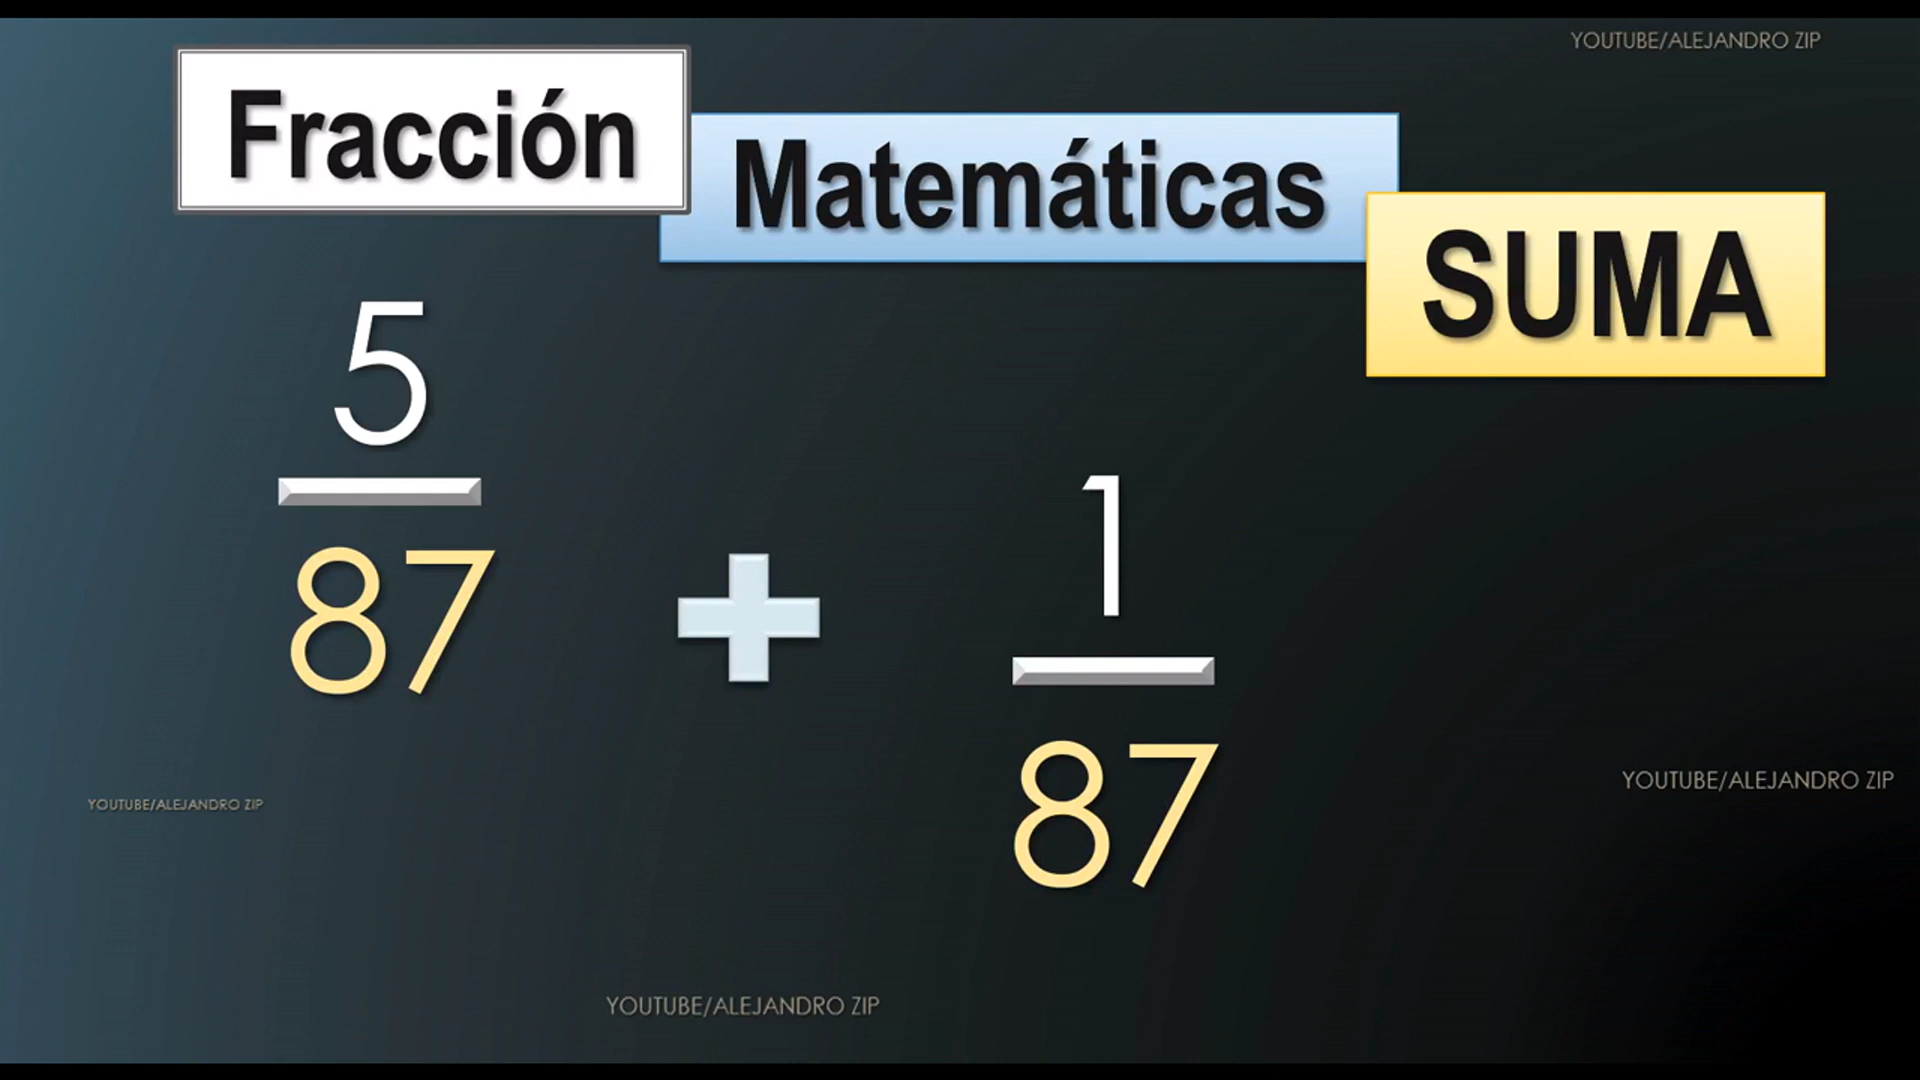 YOUTUBE/ALEJANDRO ZIP
Fracción
Matemáticas
SUMA
5
87
+
1
87
YOUTUBE/ALEJANDRO ZIP
YOUTUBE/ALEJANDRO ZIP
YOUTUBE/ALEJANDRO ZIP